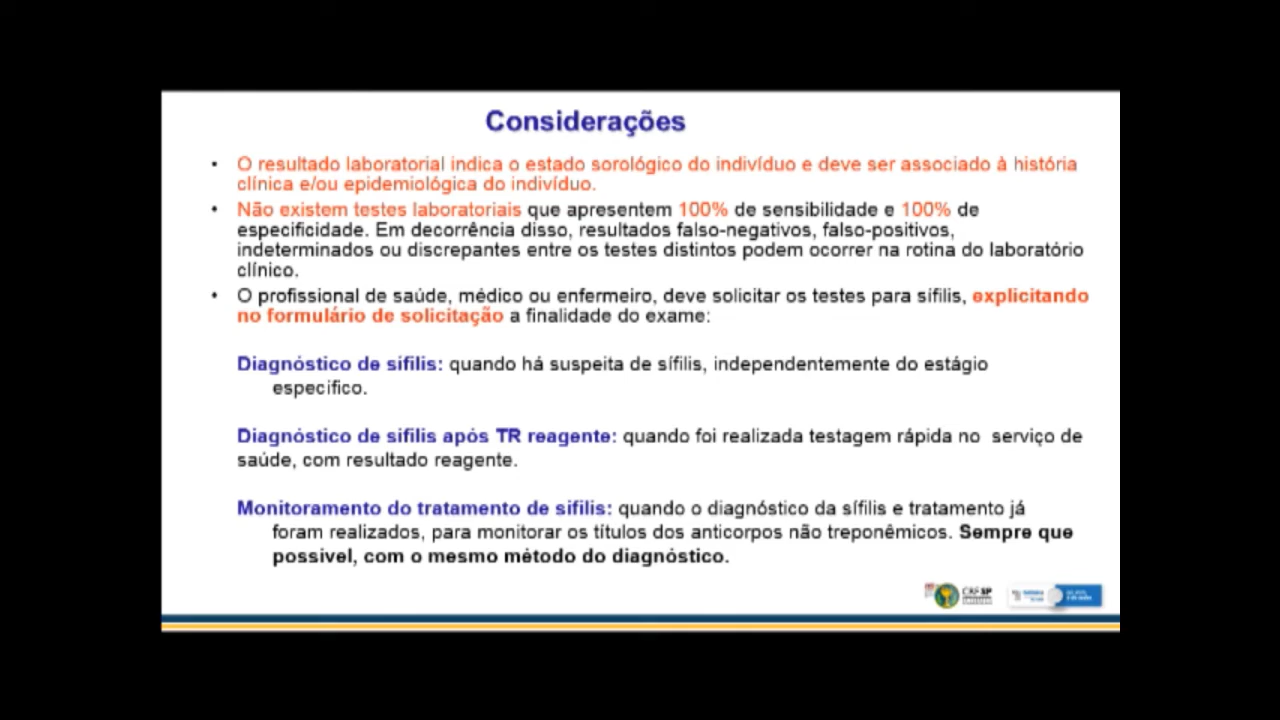 Considerações
• O resultado laboratorial indica o estado sorológico do indivíduo e deve ser associado à história
clínica e/ou epidemiológica do indivíduo.
• Não existem testes laboratoriais que apresentem 100% de sensibilidade e 100% de
especificidade. Em decorrência disso, resultados falso-negativos, falso-positivos,
indeterminados ou discrepantes entre os testes distintos podem ocorrer na rotina do laboratório
clínico.
• O profissional de saúde, médico ou enfermeiro, deve solicitar os testes para sífilis, explicitando
no formulário de solicitação a finalidade do exame:
Diagnóstico de sífilis: quando há suspeita de sífilis, independentemente do estágio
específico.
Diagnóstico de sífilis após TR reagente: quando foi realizada testagem rápida no serviço de
saúde, com resultado reagente.
Monitoramento do tratamento de sífilis: quando o diagnóstico da sífilis e tratamento já
foram realizados, para monitorar os títulos dos anticorpos não treponêmicos. Sempre que
possível, com o mesmo método do diagnóstico.
CRF SP